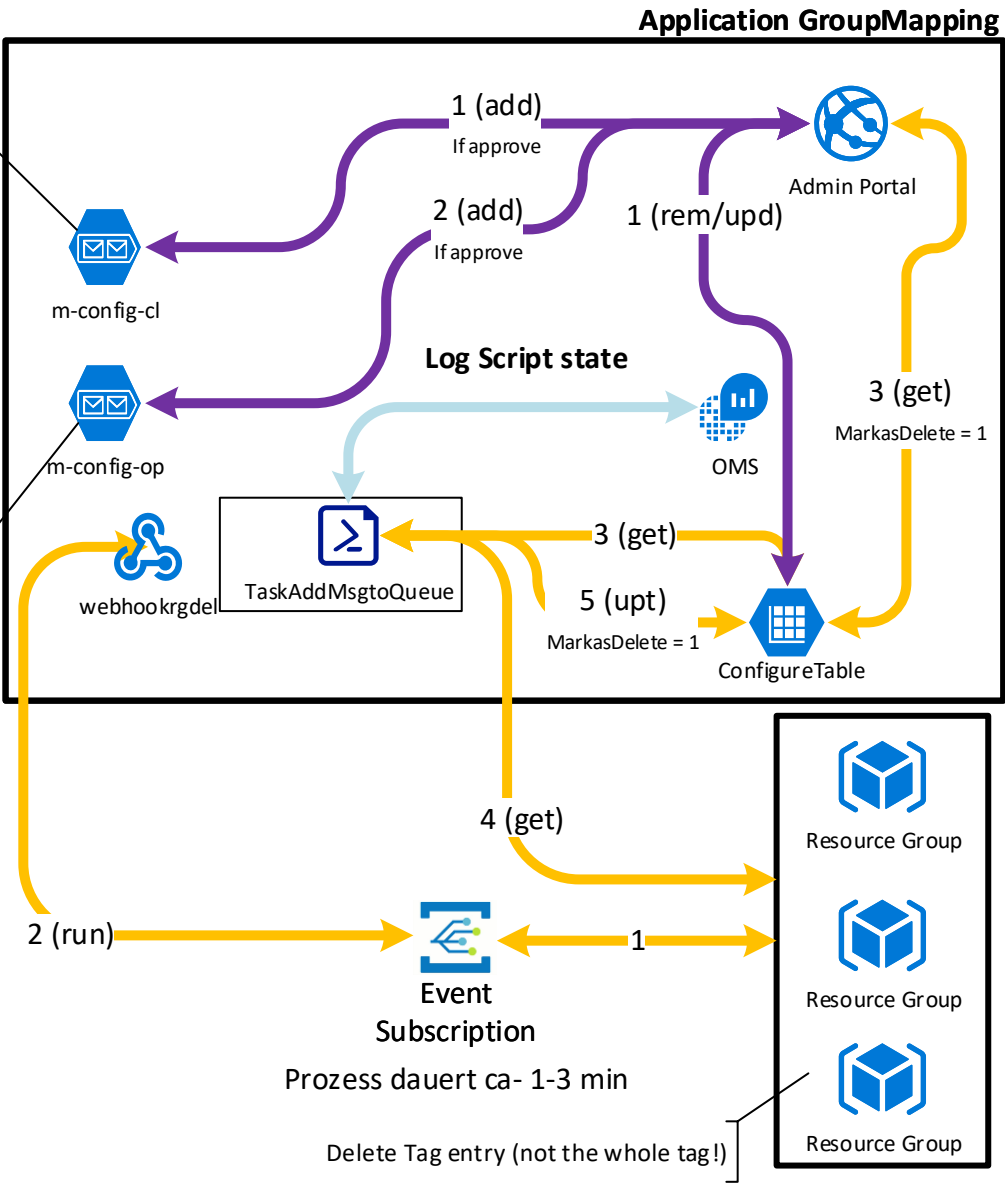 Application GroupMapping
1 (add)
If approve
Admin Portal
2 (add)
If approve
1 (rem/upd)
m-config-cl
Log Script state
3 (get)
MarkasDelete = 1
m-config-op
OMS
3 (get)
TaskAddMsgtoQueue
webhookrgdel
5 (upt)
MarkasDelete = 1
ConfigureTable
4 (get)
Resource Group
2 (run)
1
Resource Group
Event
Subscription
Prozess dauert ca- 1-3 min
Delete Tag entry (not the whole tag!)
Resource Group